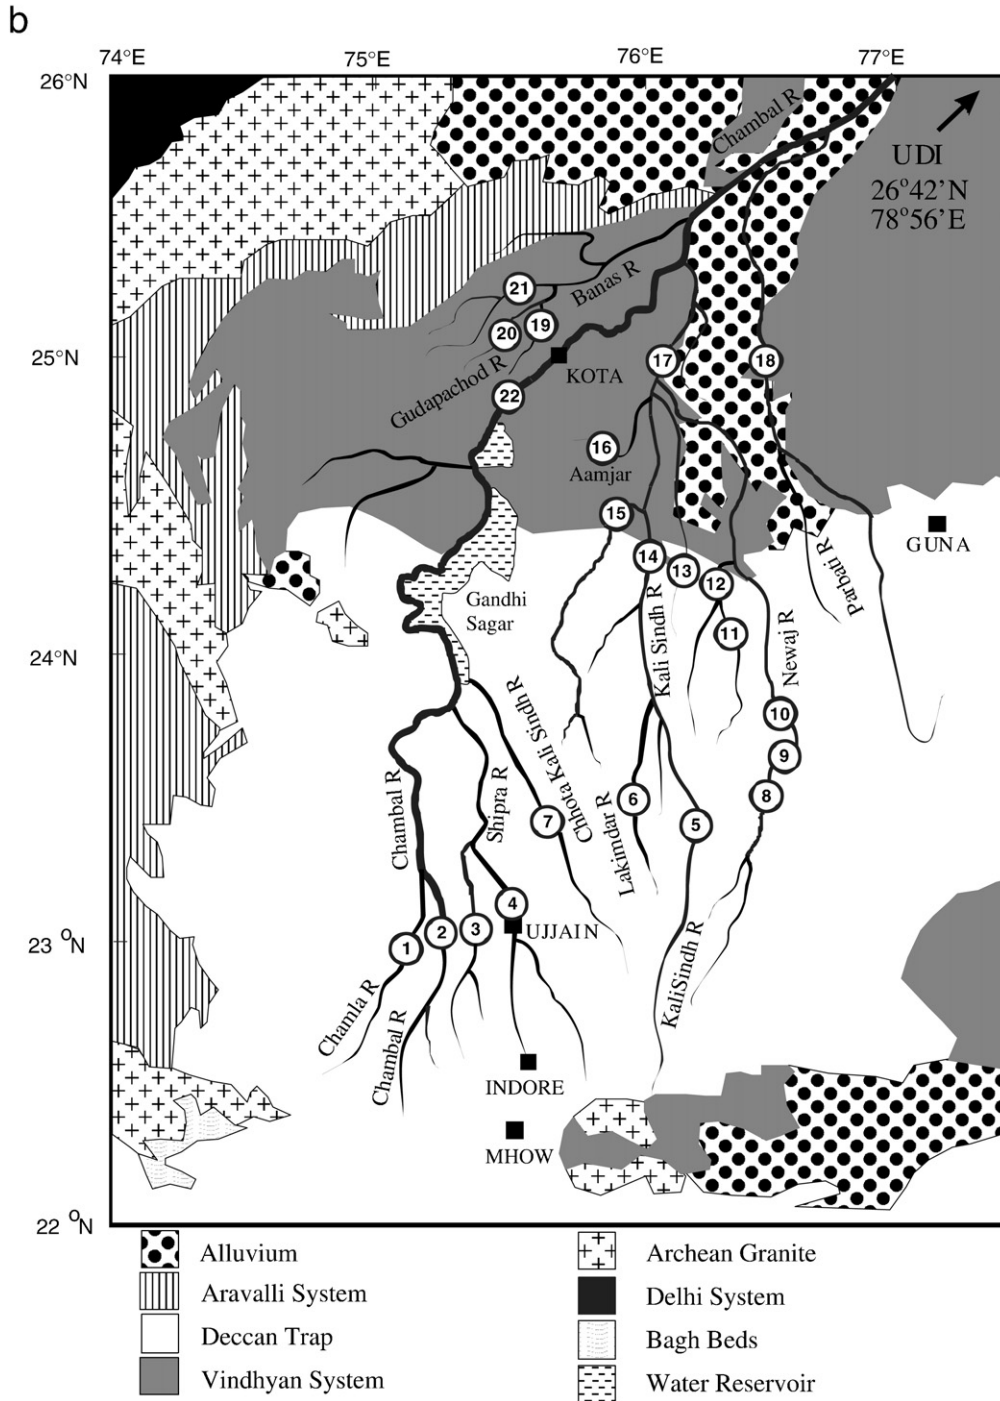 b
74°E 75°E 76°E 77°E
26°N
Chambal R
UDI
26°42'N
78°56'E
21
Banas R
20 19
25°N
17 18
KOTA
Gudapachod R
22
16
Aamjar
15
GUNA
14
13
12
Parbati R
Gandhi
Sagar
11
Kali Sindh R
Newaj R
24°N
10
9
Chhota Kali Sindh R
Chambal R
Shipra R
6
8
7
5
Lakimdar R
4
UJJAIN
23 °N
1 2 3
KaliSindh R
Chamla R
Chambal R
INDORE
MHOW
22 °N
Alluvium
Aravalli System
Deccan Trap
Vindhyan System
Archean Granite
Delhi System
Bagh Beds
Water Reservoir